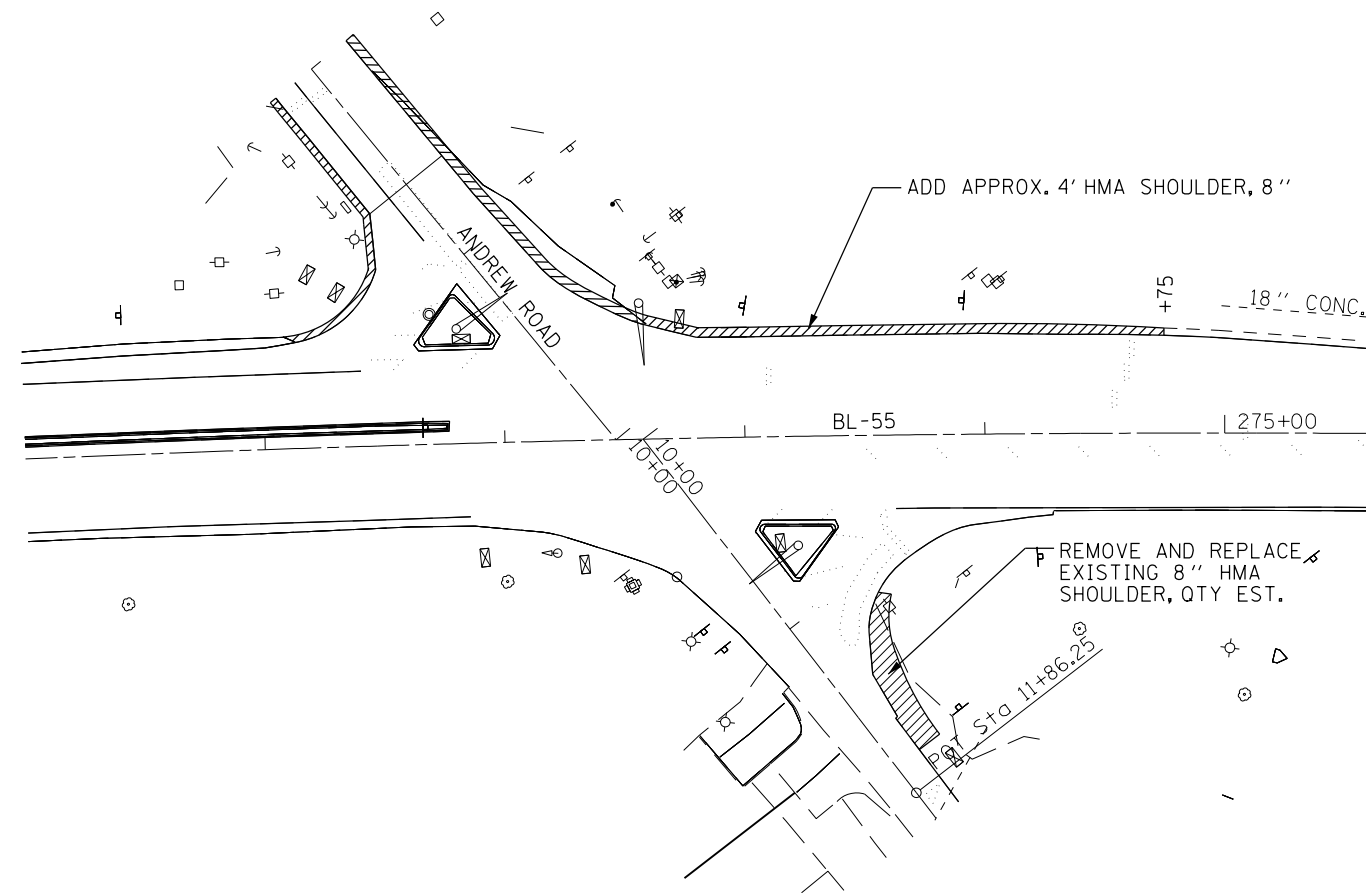 ADD APPROX. 4' HMA SHOULDER, 8"
ANDREW ROAD
+75
18" CONC.
BL-55
275+00
10+00
10+00
REMOVE AND REPLACE
EXISTING 8" HMA
SHOULDER, QTY EST.
POT Sta 11+86.25